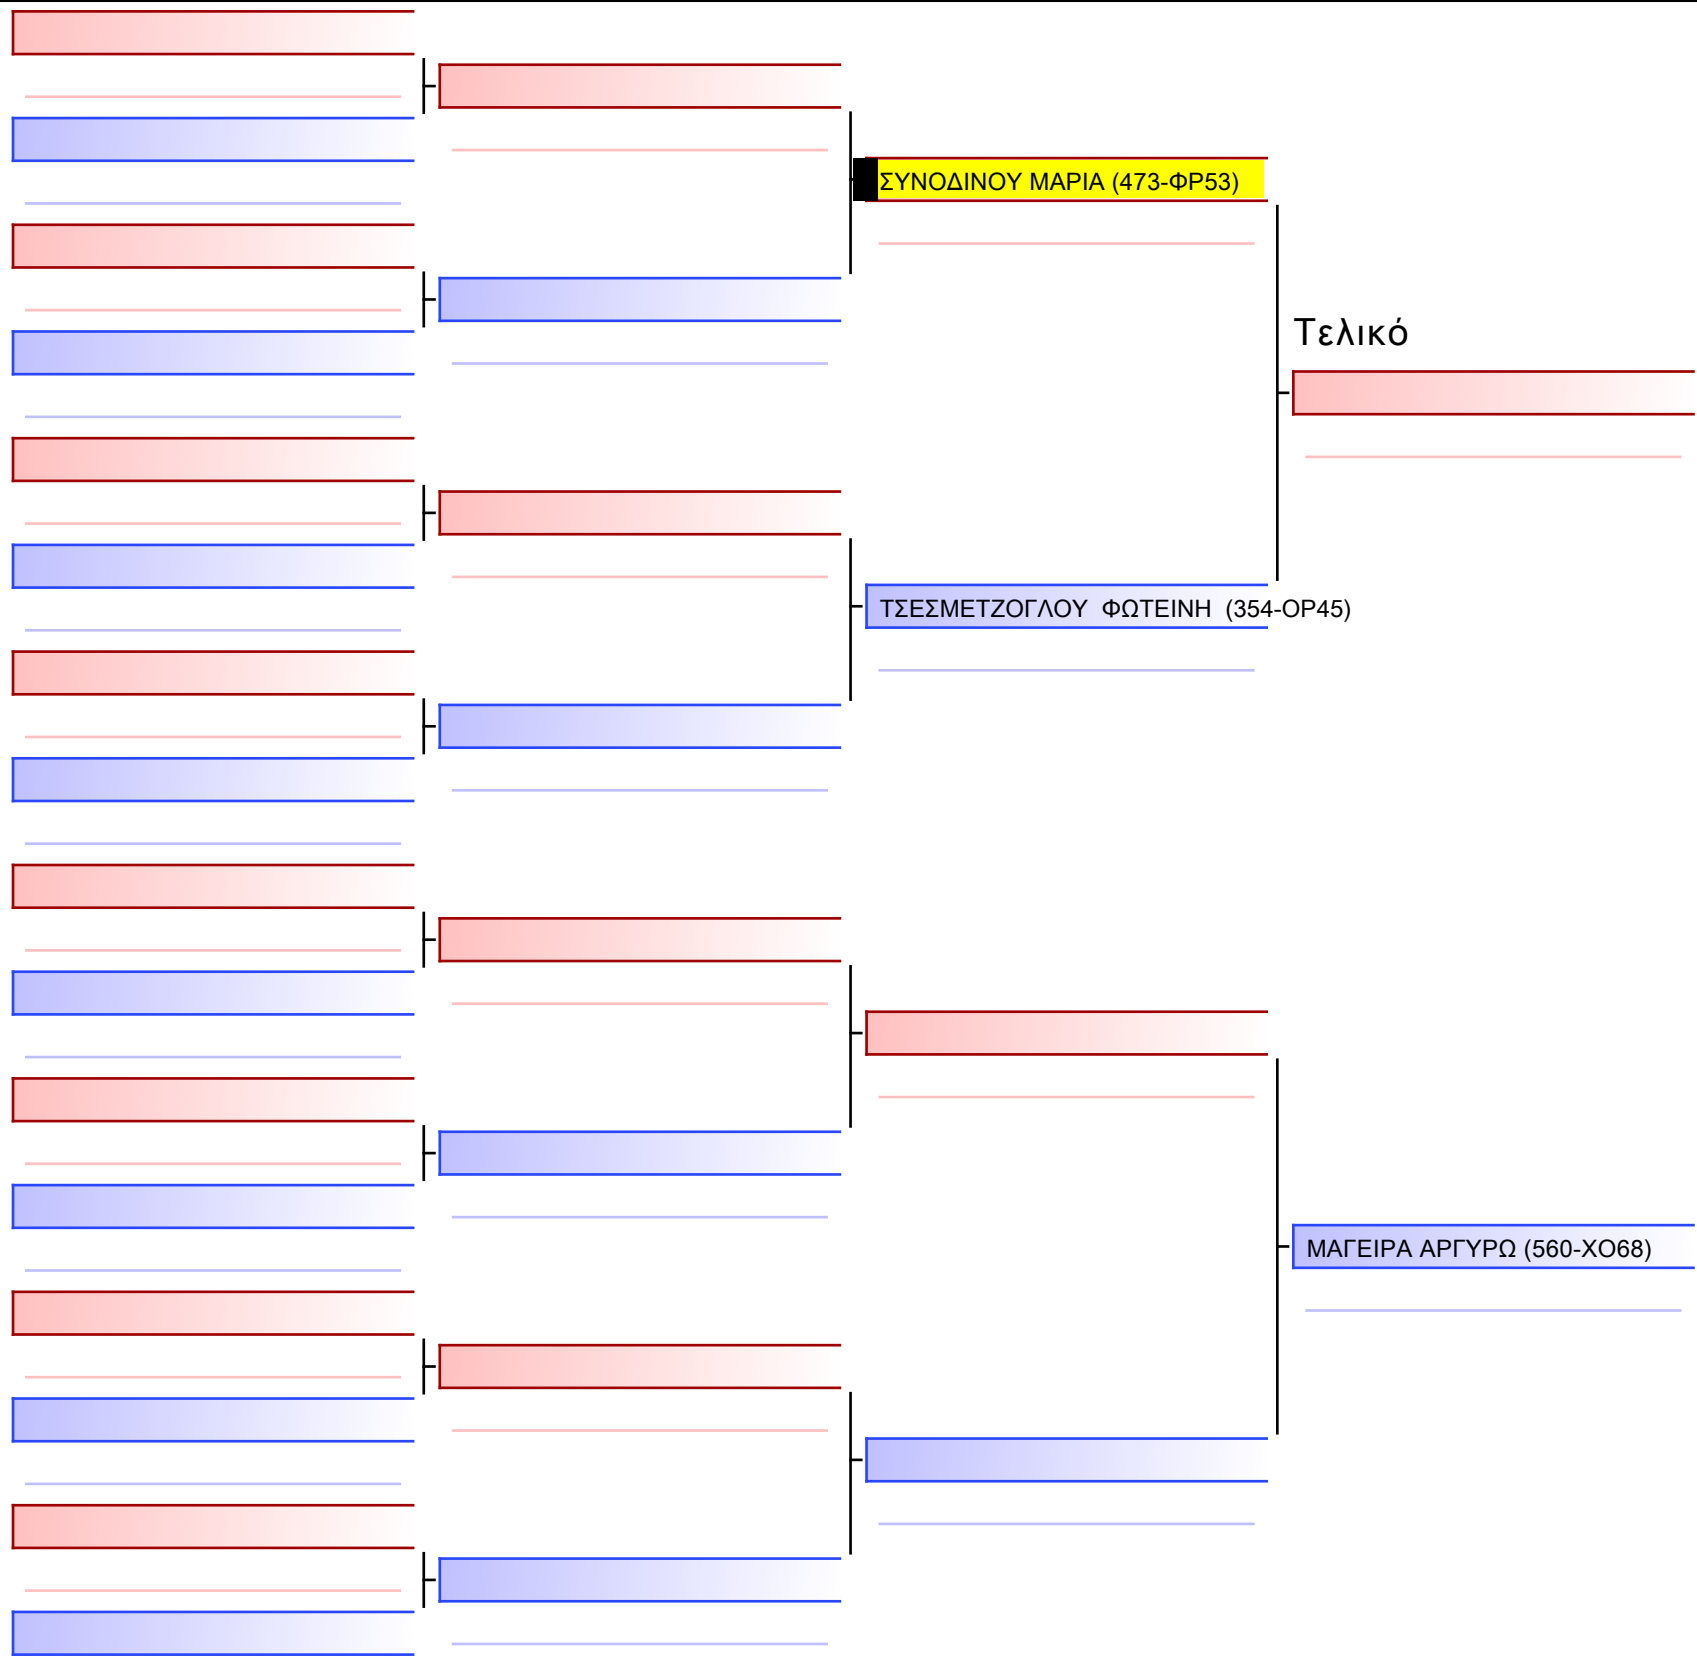 ΣΥΝΟΔΙΝΟΥ ΜΑΡΙΑ (473-ΦΡ53)
Τελικό
ΤΣΕΣΜΕΤΖΟΓΛΟΥ ΦΩΤΕΙΝΗ (354-ΟΡ45)
ΜΑΓΕΙΡΑ ΑΡΓΥΡΩ (560-ΧΟ68)